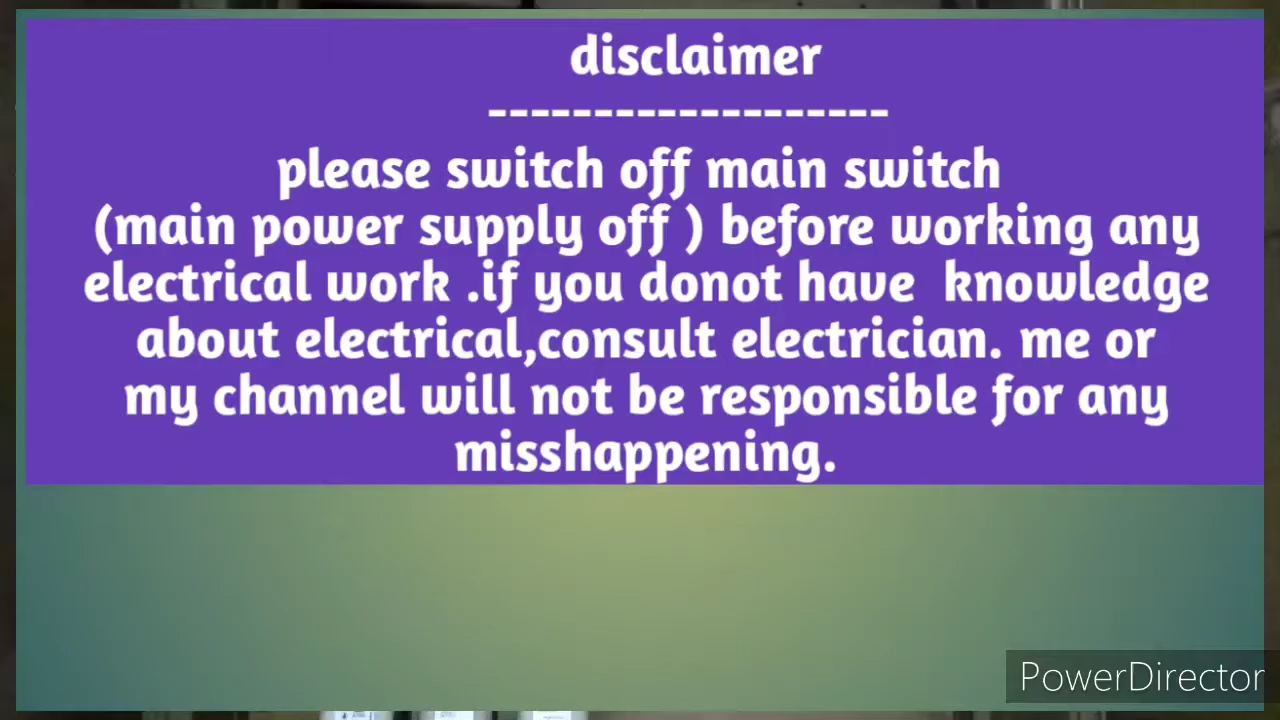 disclaimer
-------------------
please switch off main switch
(main power supply off ) before working any
electrical work .if you donot have  knowledge
about electrical,consult electrician. me or
my channel will not be responsible for any
misshappening.
PowerDirector